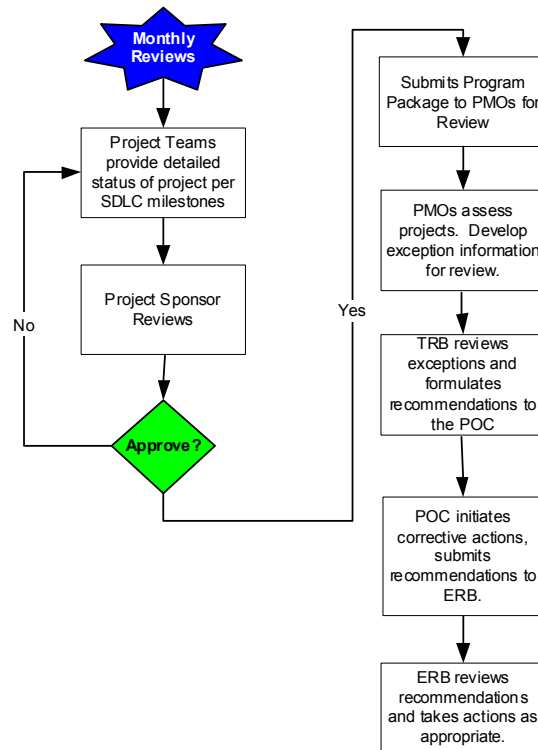 Monthly
Reviews
Project Teams
provide detailed
status of project per
SDLC milestones
Project Sponsor
Reviews
Approve?
No
Yes
Submits Program
Package to PMOs for
Review
PMOs assess
projects.  Develop
exception information
for review.
TRB reviews
exceptions and
formulates
recommendations to
the POC
POC initiates
corrective actions,
submits
recommendations to
ERB.
ERB reviews
recommendations
and takes actions as
appropriate.